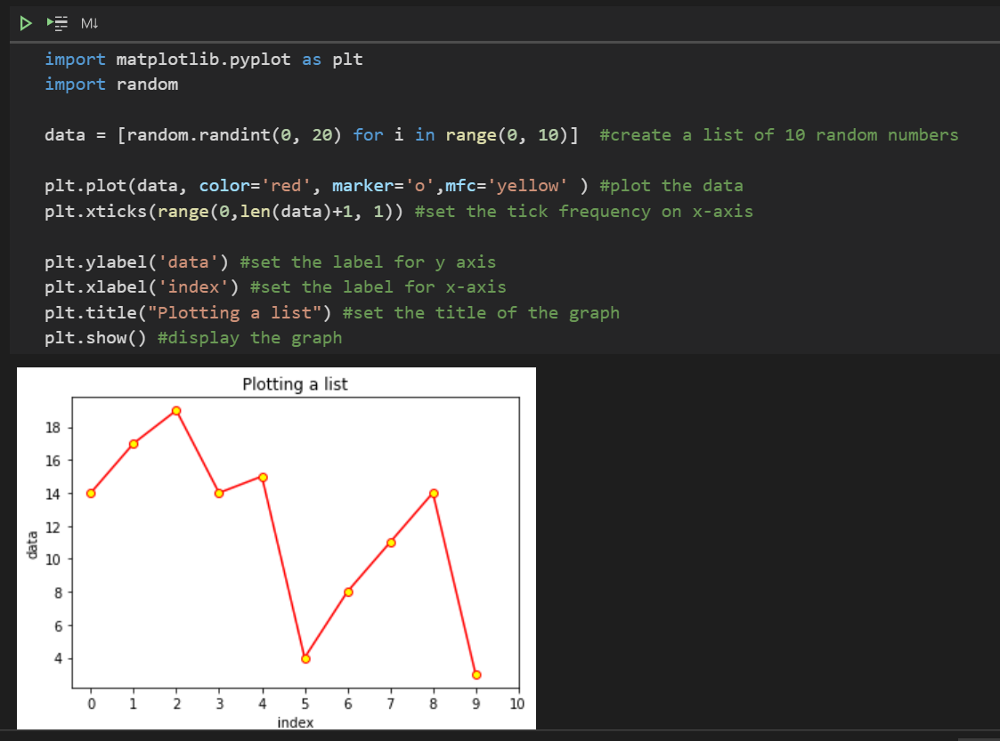 M↓
import matplotlib.pyplot as plt
import random
data = [random.randint(0, 20) for i in range(0, 10)]  #create a list of 10 random numbers
plt.plot(data, color='red', marker='o',mfc='yellow' ) #plot the data
plt.xticks(range(0,len(data)+1, 1)) #set the tick frequency on x-axis
plt.ylabel('data') #set the label for y axis
plt.xlabel('index') #set the label for x-axis
plt.title("Plotting a list") #set the title of the graph
plt.show() #display the graph
Plotting a list
18
16
14
12
10
8
6
4
data
0 1 2 3 4 5 6 7 8 9 10
index